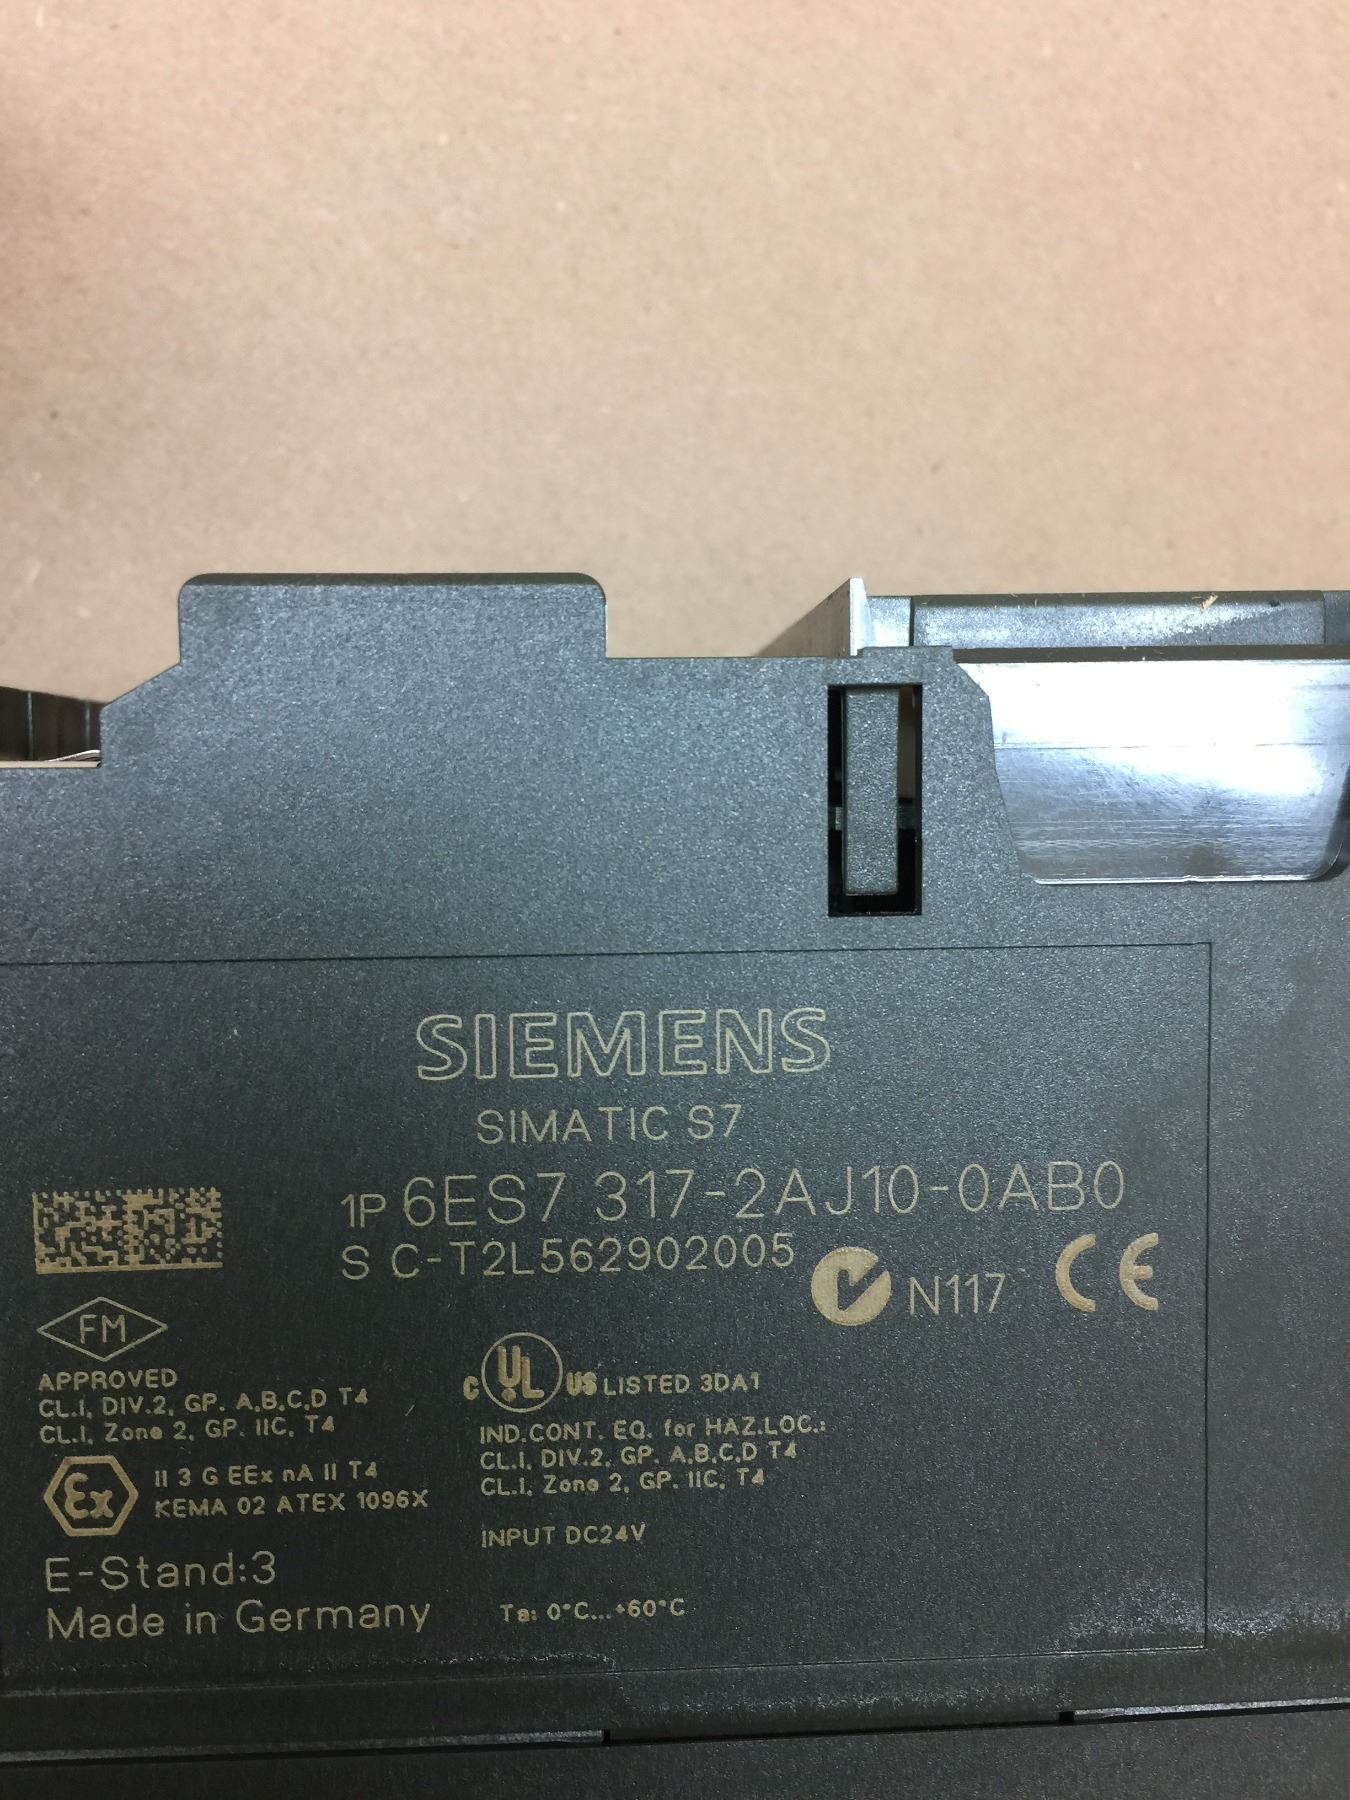 SIEMENS
SIMATIC S7
1P 6ES7 317-2AJ10-0AB0
S C-T2L562902005
N117
CE
FM
APPROVED
CL.I, DIV.2, GP. A,B,C,D T4
CL.I, Zone 2, GP. IIC, T4
Ex
II 3 G EEx nA II T4
KEMA 02 ATEX 1096X
E-Stand:3
Made in Germany
C UL US LISTED 3DA1
IND.CONT. EQ. for HAZ.LOC.:
CL.I, DIV.2, GP. A,B,C,D T4
CL.I, Zone 2, GP. IIC, T4
INPUT DC24V
Ta: 0°C...+60°C